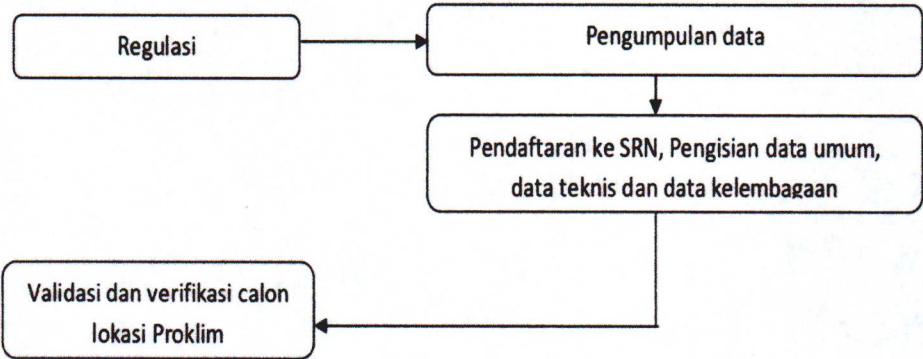 Regulasi
Pengumpulan data
Pendaftaran ke SRN, Pengisian data umum,
data teknis dan data kelembagaan
Validasi dan verifikasi calon
lokasi Proklim